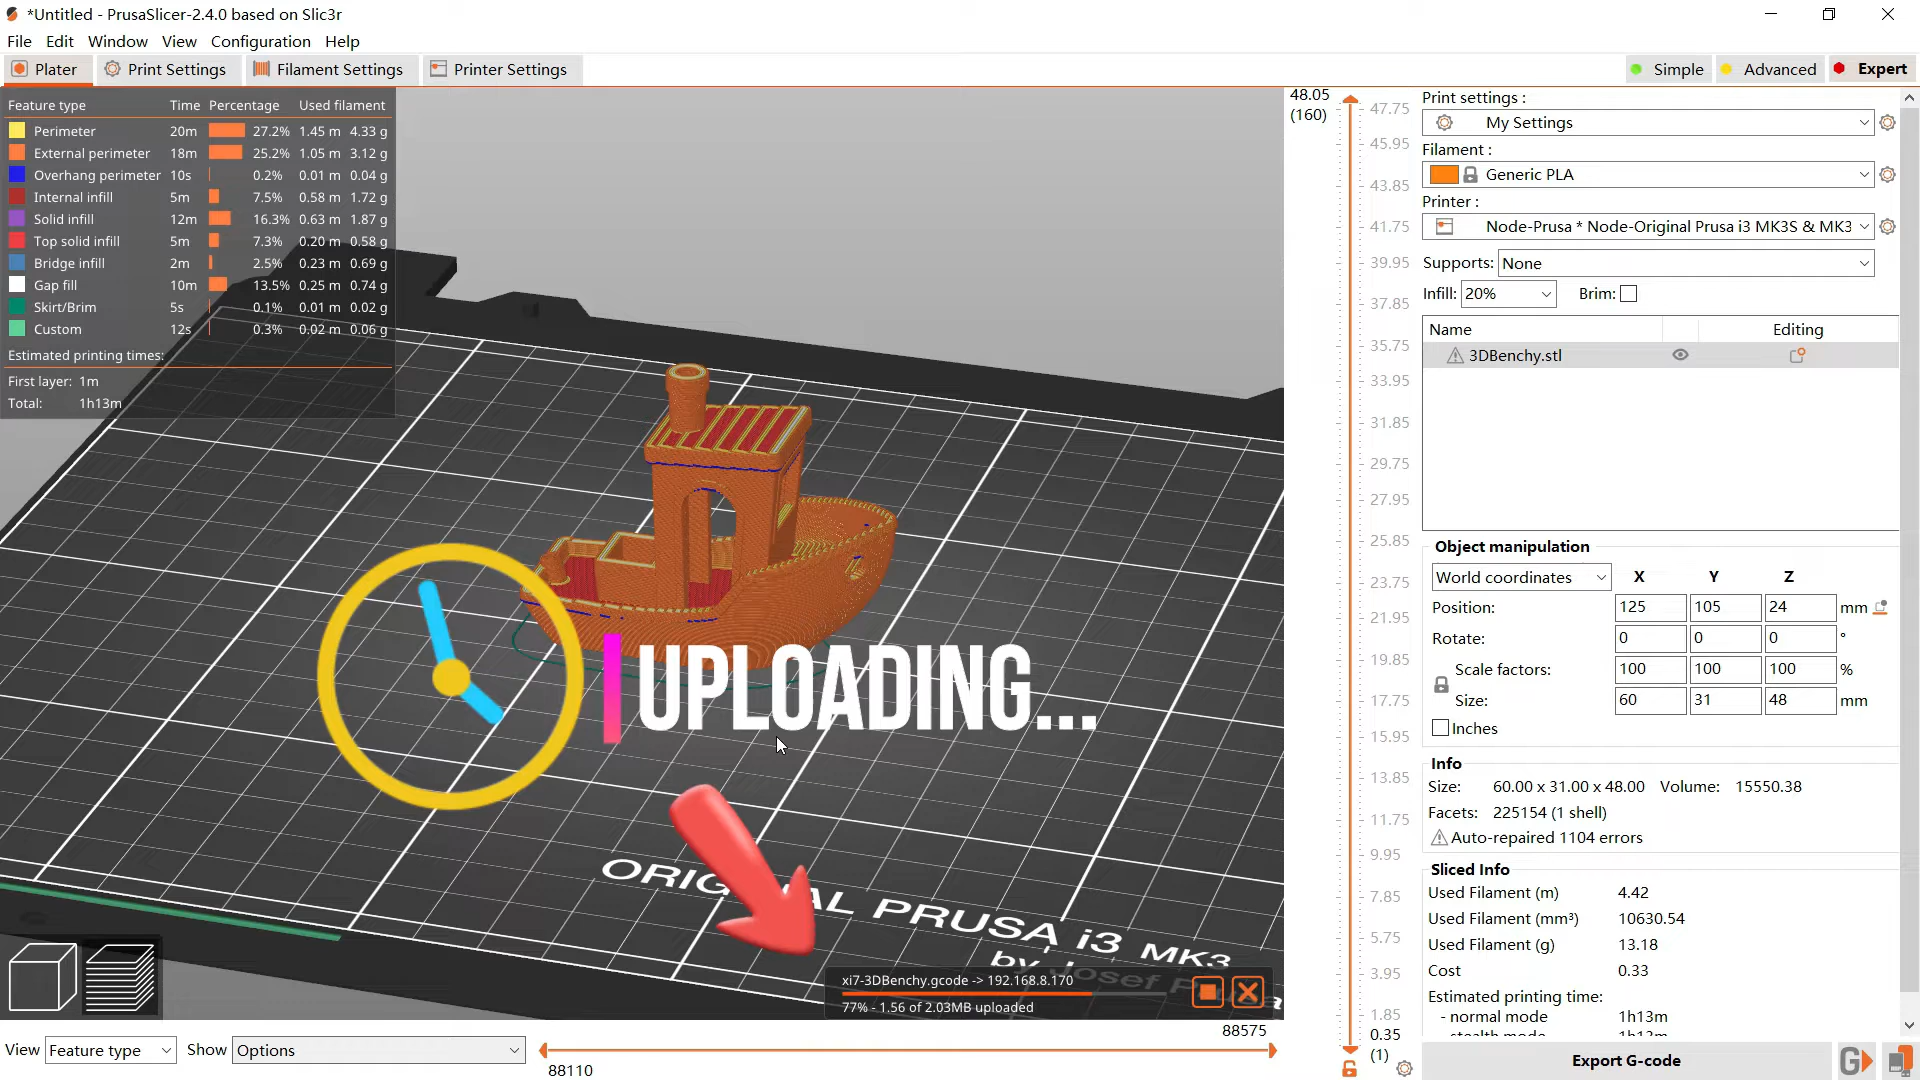 *Untitled - PrusaSlicer-2.4.0 based on Slic3r
File Edit Window View Configuration Help
Plater Print Settings Filament Settings Printer Settings Simple Advanced Expert
Feature type Time Percentage Used filament
Perimeter 20m 27.2% 1.45 m 4.33 g
External perimeter 18m 25.2% 1.05 m 3.12 g
Overhang perimeter 10s 0.2% 0.01 m 0.04 g
Internal infill 5m 7.5% 0.58 m 1.72 g
Solid infill 12m 16.3% 0.63 m 1.87 g
Top solid infill 5m 7.3% 0.20 m 0.58 g
Bridge infill 2m 2.5% 0.23 m 0.69 g
Gap fill 10m 13.5% 0.25 m 0.74 g
Skirt/Brim 5s 0.1% 0.01 m 0.02 g
Custom 12s 0.3% 0.02 m 0.06 g
Estimated printing times:
First layer: 1m
Total: 1h13m
UPLOADING...
ORIGINAL PRUSA i3 MK3
by Josef Prusa
xi7-3DBenchy.gcode -> 192.168.8.170
77% - 1.56 of 2.03MB uploaded
View Feature type Show Options
88575
88110
48.05
(160)
47.75
45.95
43.85
41.75
39.95
37.85
35.75
33.95
31.85
29.75
27.95
25.85
23.75
21.95
19.85
17.75
15.95
13.85
11.75
9.95
7.85
5.75
3.95
1.85
0.35
(1)
Print settings :
My Settings
Filament :
Generic PLA
Printer :
Node-Prusa * Node-Original Prusa i3 MK3S & MK3
Supports: None
Infill: 20% Brim:
Name Editing
3DBenchy.stl
Object manipulation
World coordinates X Y Z
Position: 125 105 24 mm
Rotate: 0 0 0 °
Scale factors: 100 100 100 %
Size: 60 31 48 mm
Inches
Info
Size: 60.00 x 31.00 x 48.00 Volume: 15550.38
Facets: 225154 (1 shell)
Auto-repaired 1104 errors
Sliced Info
Used Filament (m) 4.42
Used Filament (mm³) 10630.54
Used Filament (g) 13.18
Cost 0.33
Estimated printing time:
- normal mode 1h13m
- stealth mode 1h13m
Export G-code
G